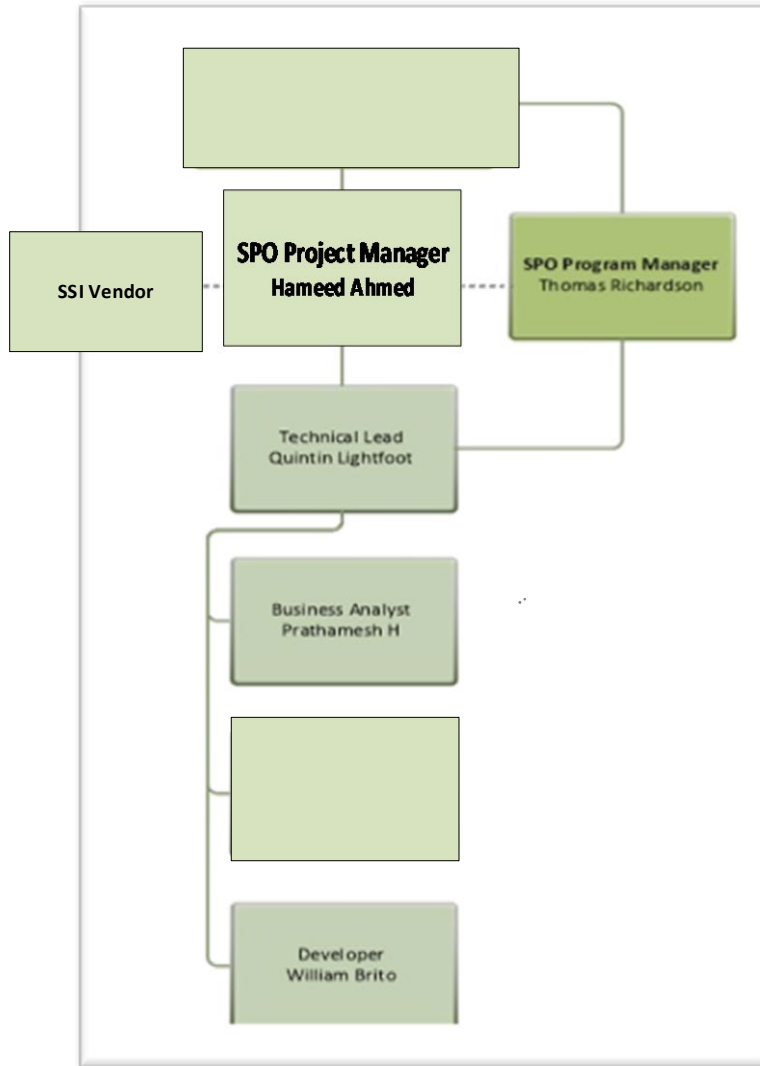 SPO Project Manager
Hameed Ahmed
SSI Vendor
SPO Program Manager
Thomas Richardson
Technical Lead
Quintin Lightfoot
Business Analyst
Prathamesh H
Developer
William Brito